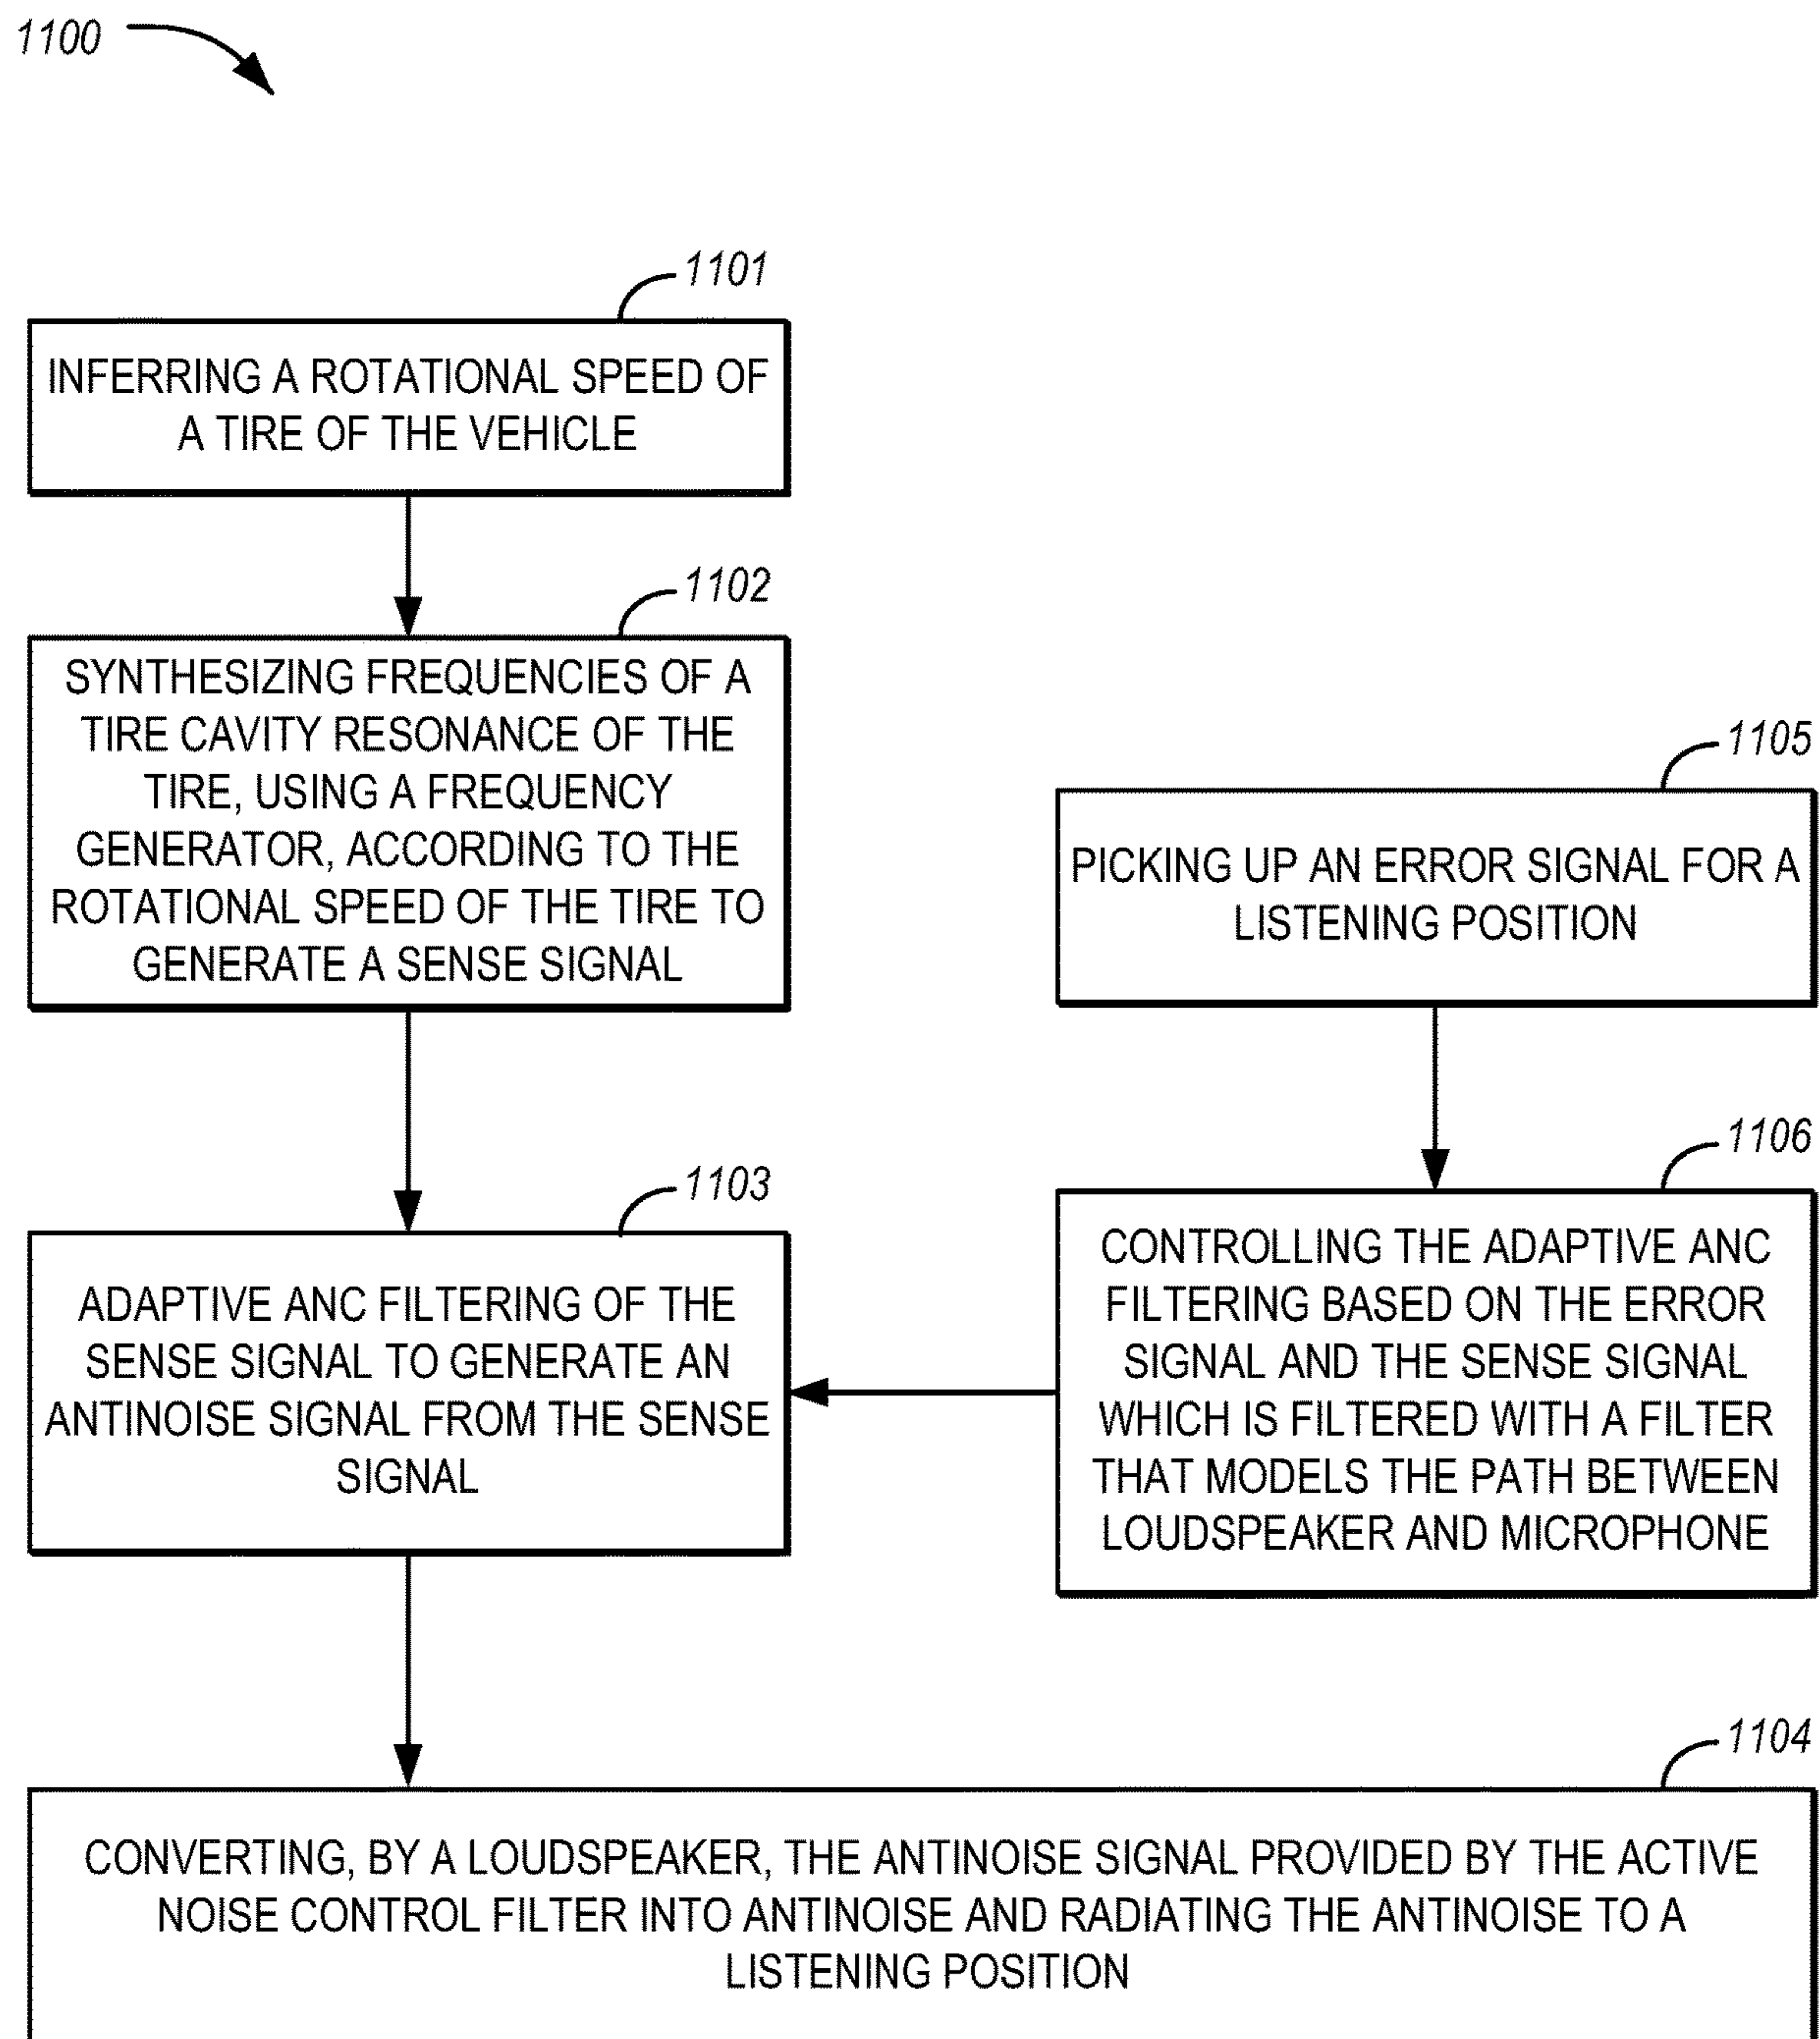 1100
1101
INFERRING A ROTATIONAL SPEED OF
A TIRE OF THE VEHICLE
1102
SYNTHESIZING FREQUENCIES OF A
TIRE CAVITY RESONANCE OF THE
TIRE, USING A FREQUENCY
GENERATOR, ACCORDING TO THE
ROTATIONAL SPEED OF THE TIRE TO
GENERATE A SENSE SIGNAL
1105
PICKING UP AN ERROR SIGNAL FOR A
LISTENING POSITION
1103
ADAPTIVE ANC FILTERING OF THE
SENSE SIGNAL TO GENERATE AN
ANTINOISE SIGNAL FROM THE SENSE
SIGNAL
1106
CONTROLLING THE ADAPTIVE ANC
FILTERING BASED ON THE ERROR
SIGNAL AND THE SENSE SIGNAL
WHICH IS FILTERED WITH A FILTER
THAT MODELS THE PATH BETWEEN
LOUDSPEAKER AND MICROPHONE
1104
CONVERTING, BY A LOUDSPEAKER, THE ANTINOISE SIGNAL PROVIDED BY THE ACTIVE
NOISE CONTROL FILTER INTO ANTINOISE AND RADIATING THE ANTINOISE TO A
LISTENING POSITION